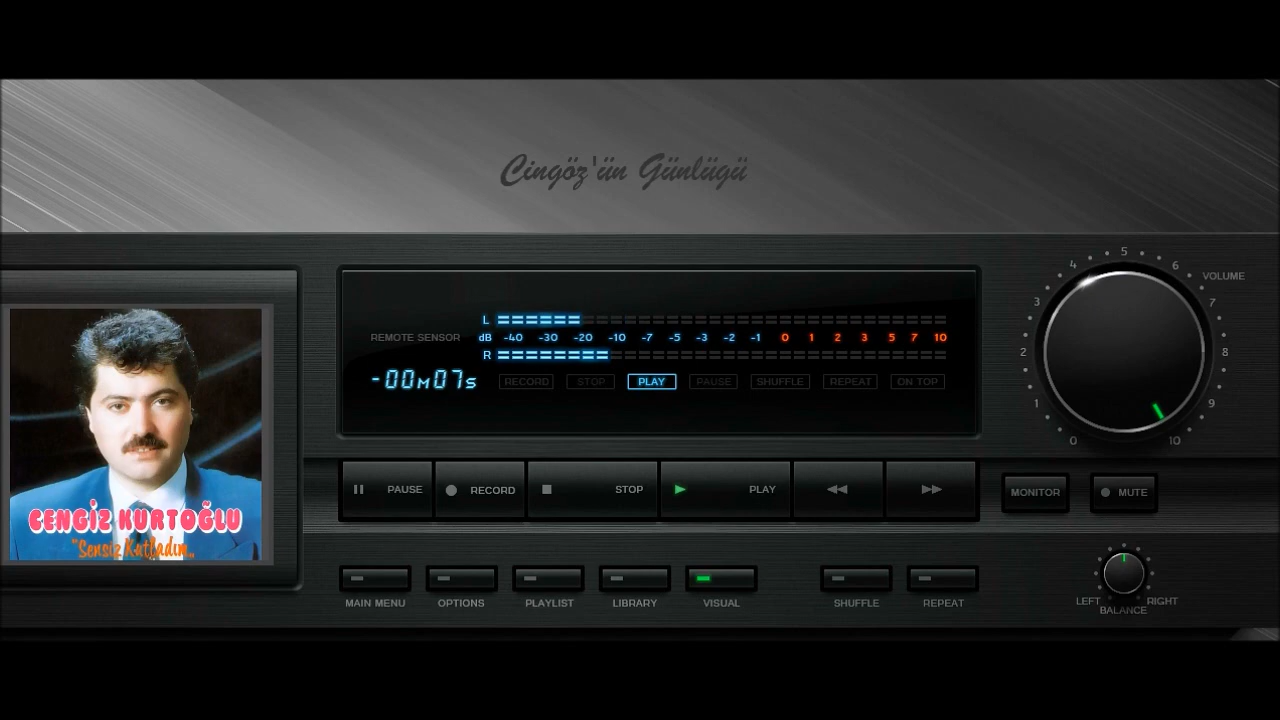 Cingöz'ün Günlügü
5
4 6
VOLUME
3 7
2 8
1 9
0 10
L
REMOTE SENSOR dB -40 -30 -20 -10 -7 -5 -3 -2 -1 0 1 2 3 5 7 10
R
-00M07s RECORD STOP PLAY PAUSE SHUFFLE REPEAT ON TOP
PAUSE RECORD STOP PLAY MONITOR MUTE
CENGİZ KURTOĞLU
"Sensiz Kutladım,,
MAIN MENU OPTIONS PLAYLIST LIBRARY VISUAL SHUFFLE REPEAT
LEFT RIGHT
BALANCE